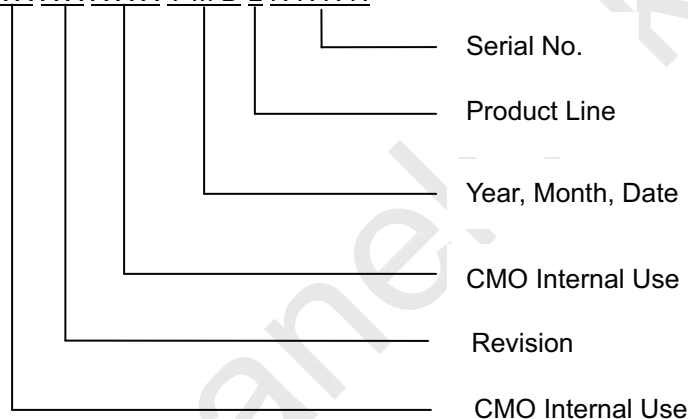 Serial No.
Product Line
Year, Month, Date
CMO Internal Use
Revision
CMO Internal Use